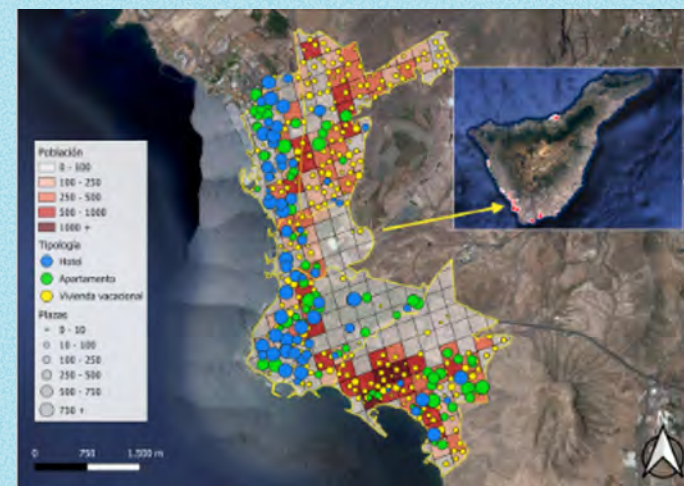 Población
0 - 100
100 - 250
250 - 500
500 - 1000
1000 +
Tipología
Hotel
Apartamento
Vivienda vacacional
Plazas
0 - 10
10 - 100
100 - 250
250 - 500
500 - 750
750 +
0 750 1.500 m